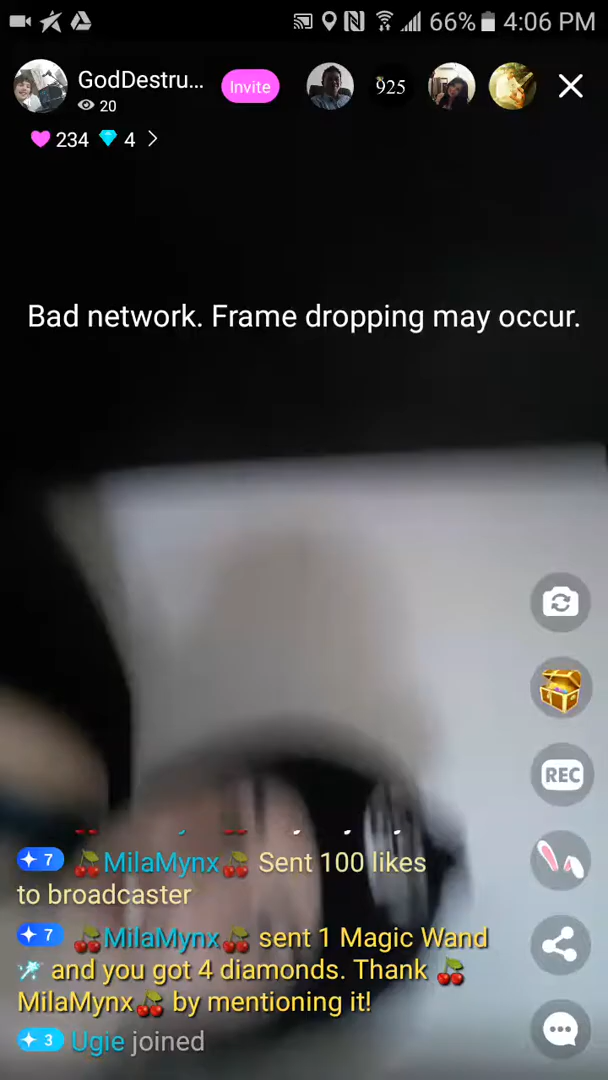 66% 4:06 PM
GodDestru... Invite 925
20
234 4
Bad network. Frame dropping may occur.
REC
7 🍒MilaMynx🍒 Sent 100 likes
to broadcaster
7 🍒MilaMynx🍒 sent 1 Magic Wand
and you got 4 diamonds. Thank 🍒
MilaMynx🍒 by mentioning it!
3 Ugie joined